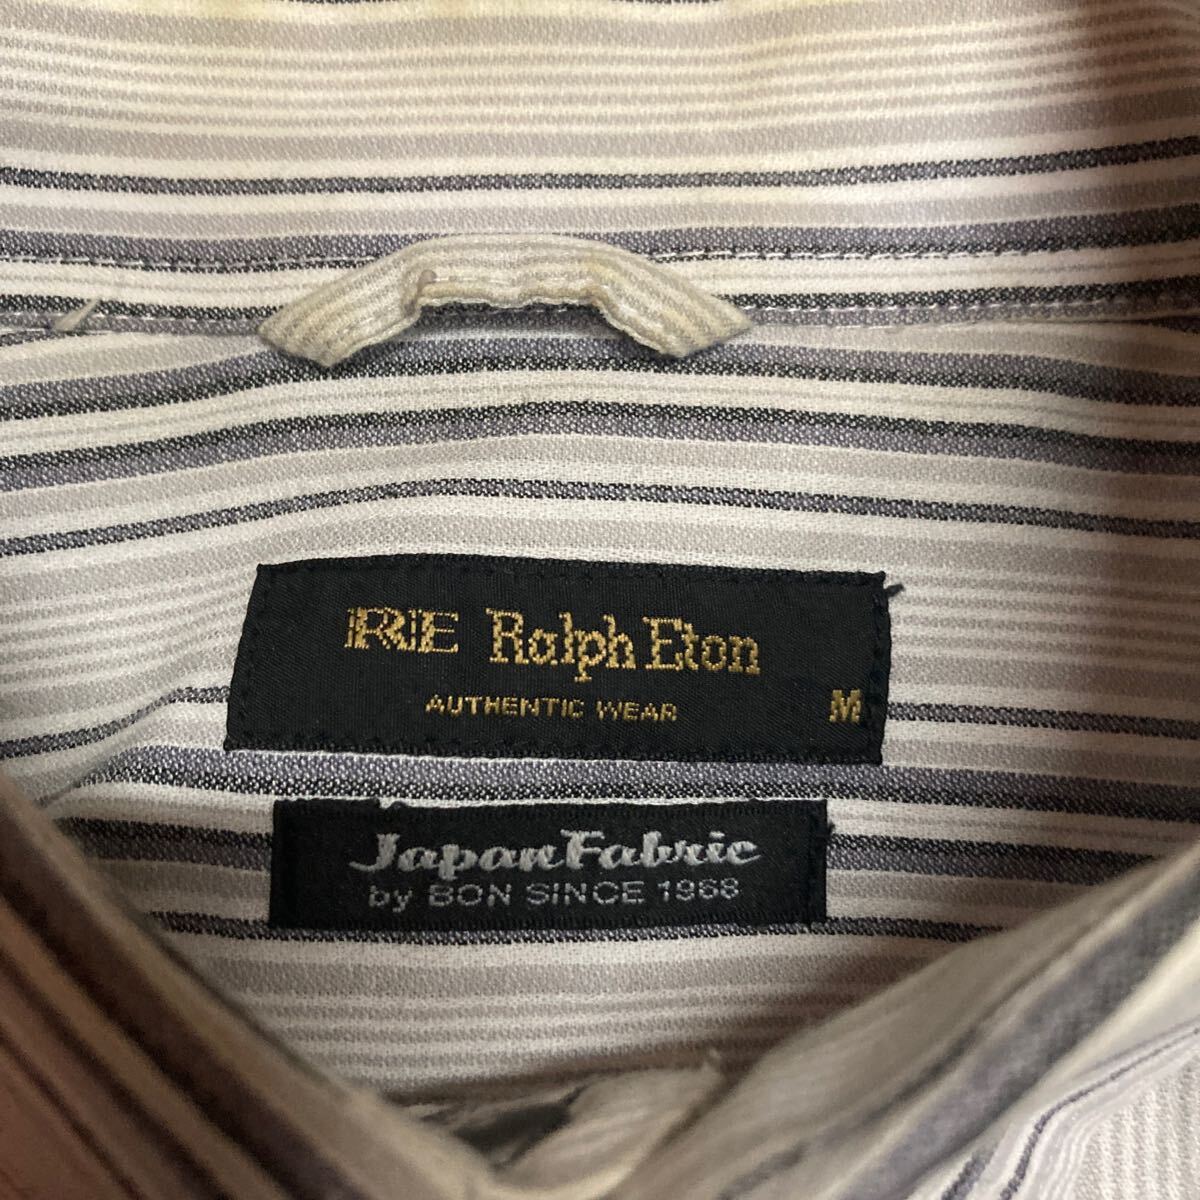 RE Ralph Eton
AUTHENTIC WEAR M
Japan Fabric
by BON SINCE 1968